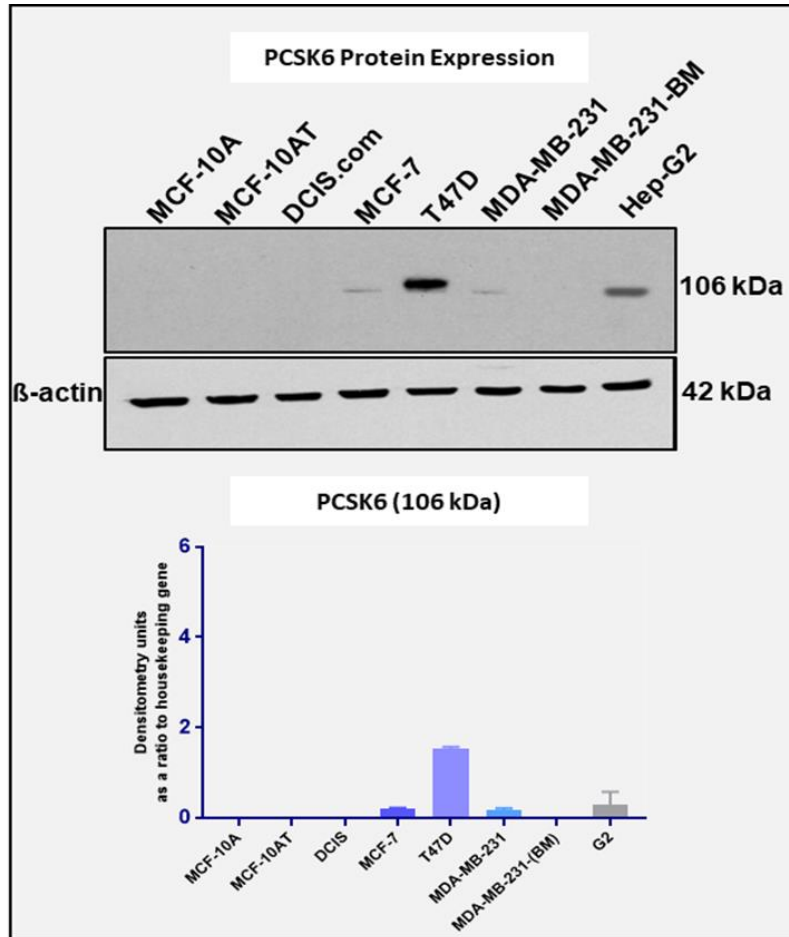 PCSK6 Protein Expression
MCF-10A
MCF-10AT
DCIS.com
MCF-7
T47D
MDA-MB-231
MDA-MB-231-BM
Hep-G2
106 kDa
ß-actin
42 kDa
PCSK6 (106 kDa)
Densitometry units
as a ratio to housekeeping gene
6
4
2
0
MCF-10A
MCF-10AT
DCIS
MCF-7
T47D
MDA-MB-231
MDA-MB-231-(BM)
G2